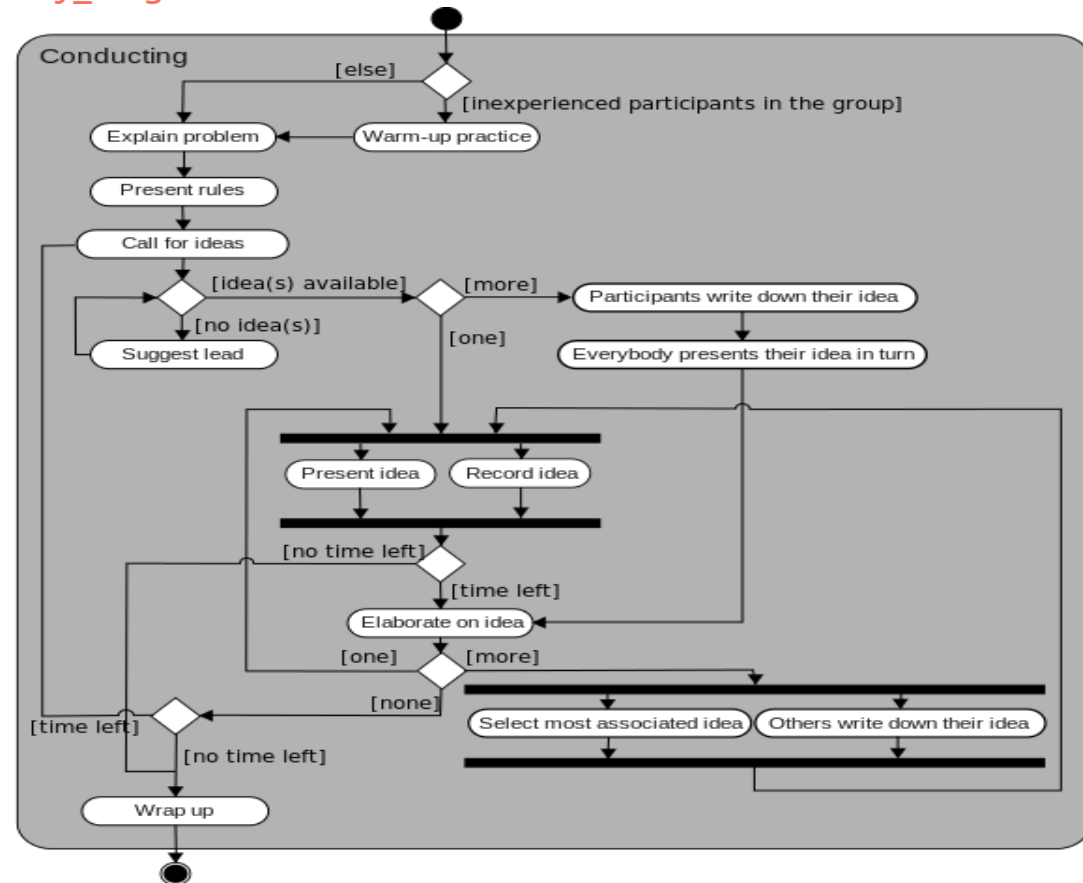 Conducting
[else]
[inexperienced participants in the group]
Explain problem
Warm-up practice
Present rules
Call for ideas
[idea(s) available]
[more]
Participants write down their idea
[no idea(s)]
[one]
Suggest lead
Everybody presents their idea in turn
Present idea
Record idea
[no time left]
[time left]
Elaborate on idea
[one]
[more]
[none]
[time left]
Select most associated idea
Others write down their idea
[no time left]
Wrap up